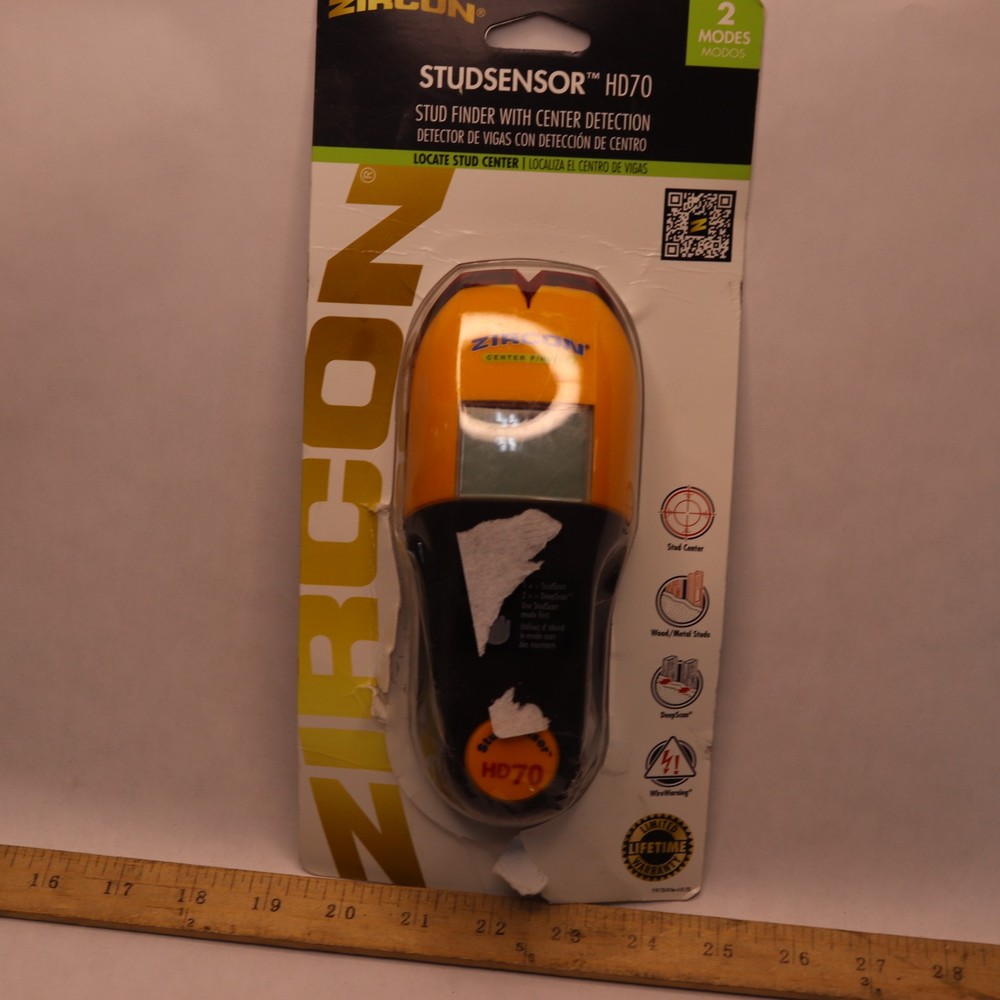 ZIRCON®
2
MODES
MODOS
STUDSENSOR™ HD70
STUD FINDER WITH CENTER DETECTION
DETECTOR DE VIGAS CON DETECCIÓN DE CENTRO
LOCATE STUD CENTER | LOCALIZA EL CENTRO DE VIGAS
ZIRCON®
ZIRCON®
CENTER
Stud Center
Wood/Metal Studs
DeepScan®
WireWarning®
HD70
LIMITED
LIFETIME
WARRANTY
16 17 18 19 20 21 22 23 24 25 26 27 28